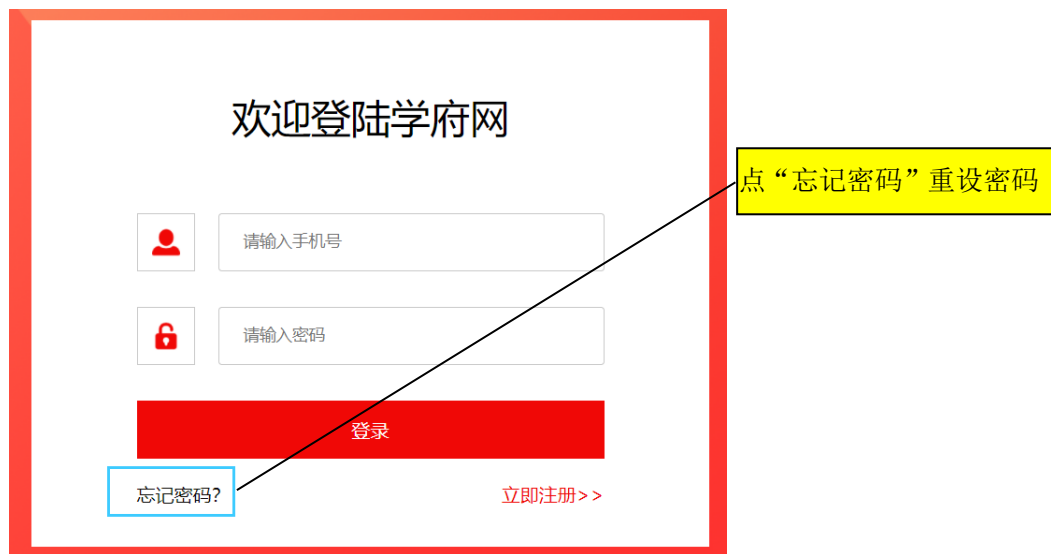 欢迎登陆学府网
点“忘记密码”重设密码
请输入手机号
请输入密码
登录
忘记密码?
立即注册>>